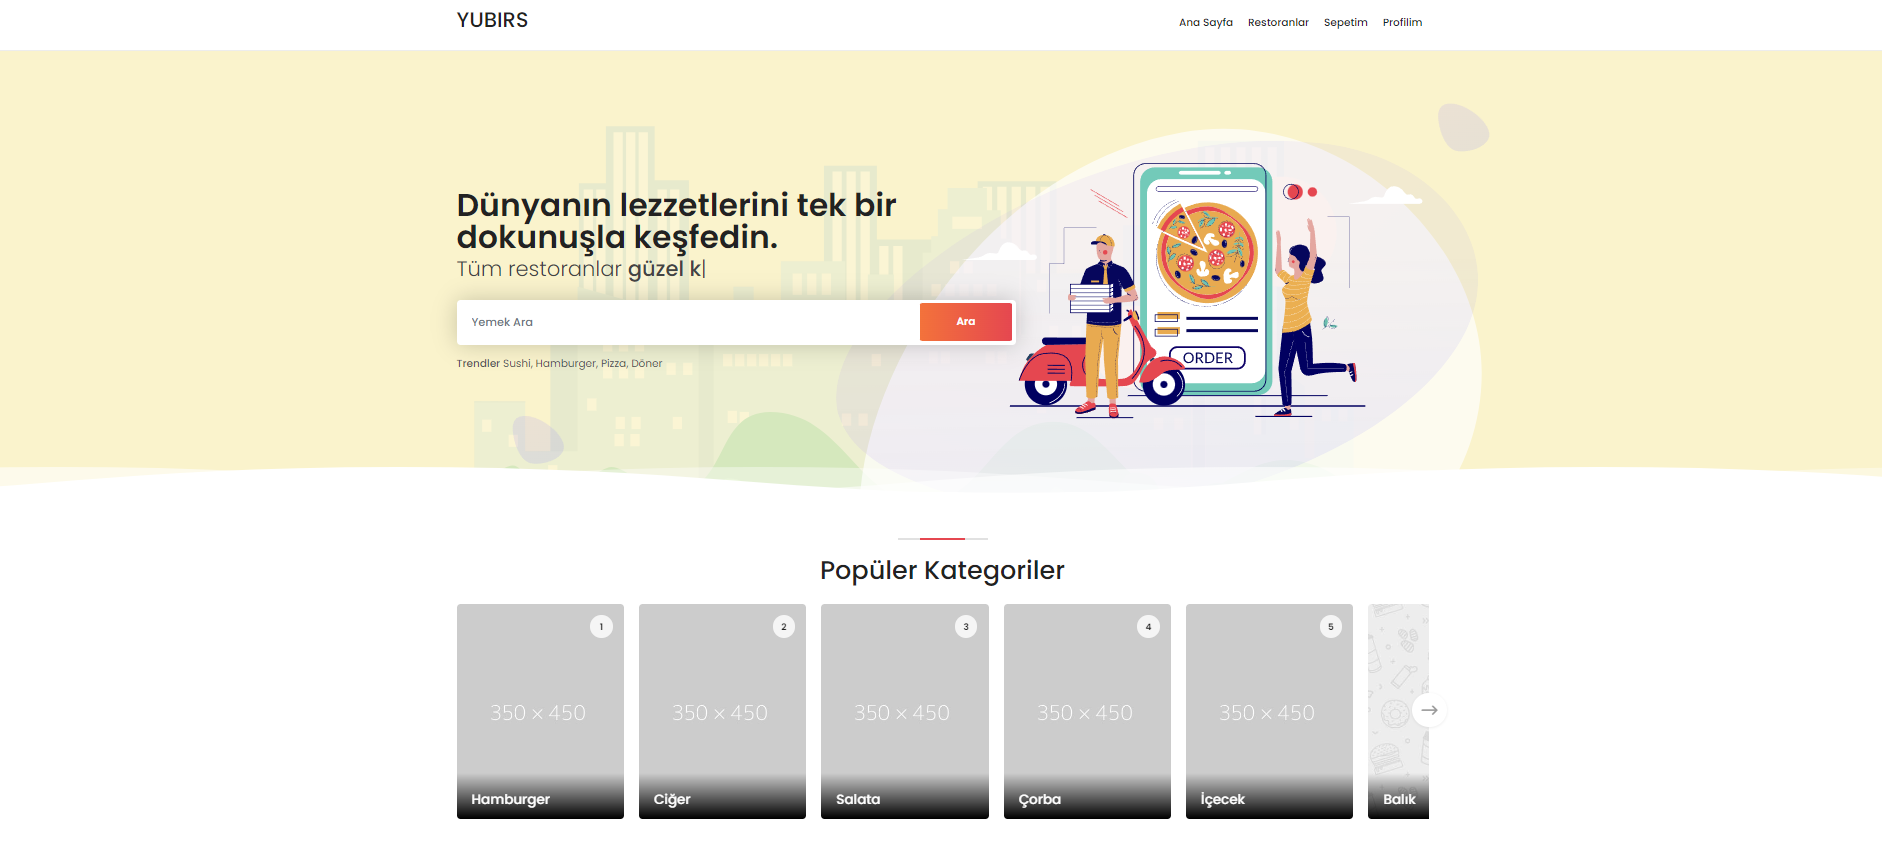 YUBIRS
Ana Sayfa Restoranlar Sepetim Profilim
Dünyanın lezzetlerini tek bir
dokunuşla keşfedin.
Tüm restoranlar güzel k|
Yemek Ara
Ara
Trendler Sushi, Hamburger, Pizza, Döner
ORDER
Popüler Kategoriler
1
350 × 450
Hamburger
2
350 × 450
Ciğer
3
350 × 450
Salata
4
350 × 450
Çorba
5
350 × 450
İçecek
Balık